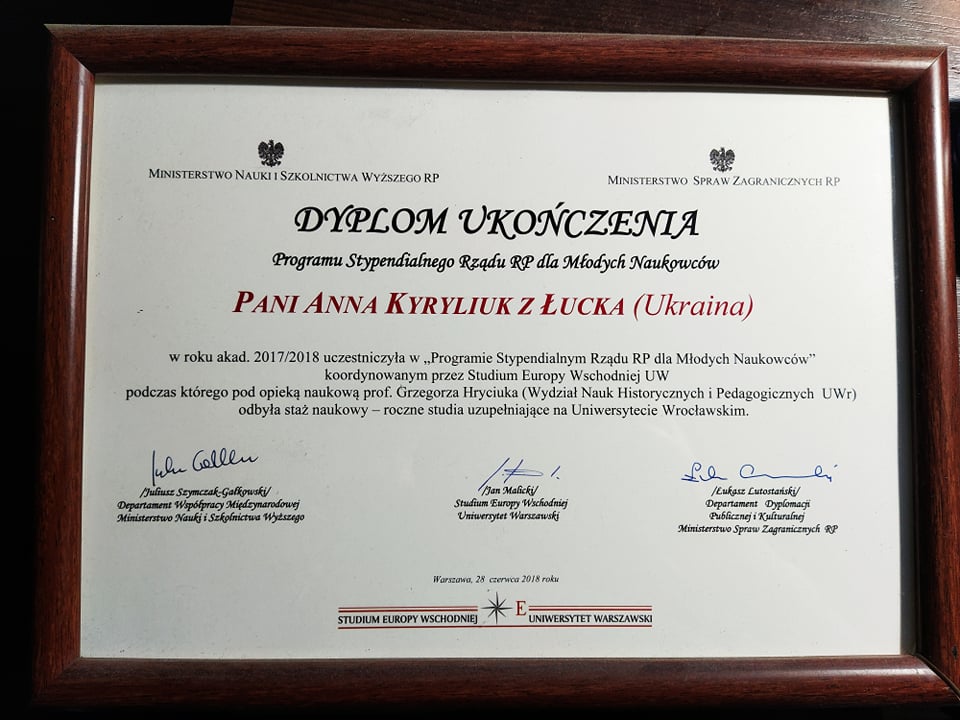 MINISTERSTWO NAUKI I SZKOLNICTWA WYŻSZEGO RP
MINISTERSTWO SPRAW ZAGRANICZNYCH RP
DYPLOM UKOŃCZENIA
Programu Stypendialnego Rządu RP dla Młodych Naukowców
PANI ANNA KYRYLIUK Z ŁUCKA (Ukraina)
w roku akad. 2017/2018 uczestniczyła w „Programie Stypendialnym Rządu RP dla Młodych Naukowców”
koordynowanym przez Studium Europy Wschodniej UW
podczas którego pod opieką naukową prof. Grzegorza Hryciuka (Wydział Nauk Historycznych i Pedagogicznych UWr)
odbyła staż naukowy – roczne studia uzupełniające na Uniwersytecie Wrocławskim.
/Juliusz Szymczak-Gałkowski/
Departament Współpracy Międzynarodowej
Ministerstwo Nauki i Szkolnictwa Wyższego
/Jan Malicki/
Studium Europy Wschodniej
Uniwersytet Warszawski
/Łukasz Lutostański/
Departament Dyplomacji
Publicznej i Kulturalnej
Ministerstwo Spraw Zagranicznych RP
Warszawa, 28 czerwca 2018 roku
STUDIUM EUROPY WSCHODNIEJ E UNIWERSYTET WARSZAWSKI